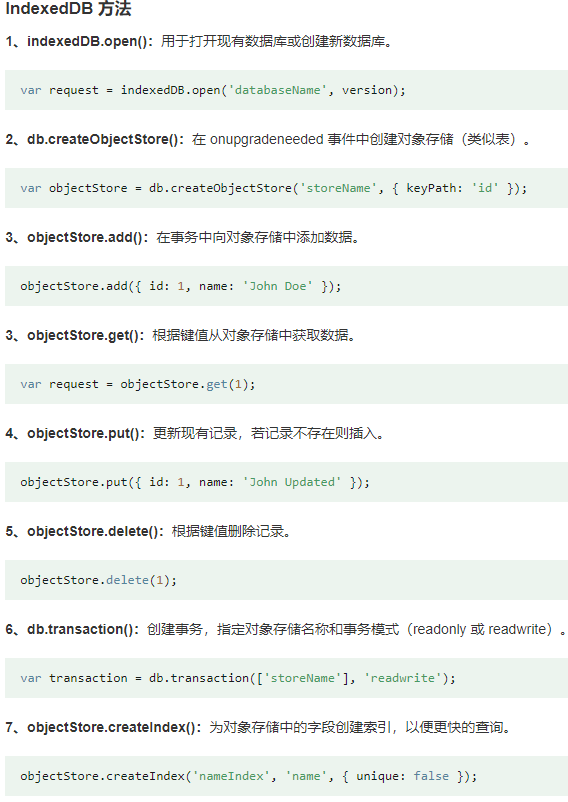 IndexedDB 方法
1、indexedDB.open()：用于打开现有数据库或创建新数据库。
var request = indexedDB.open('databaseName', version);
2、db.createObjectStore()：在 onupgradeneeded 事件中创建对象存储（类似表）。
var objectStore = db.createObjectStore('storeName', { keyPath: 'id' });
3、objectStore.add()：在事务中向对象存储中添加数据。
objectStore.add({ id: 1, name: 'John Doe' });
3、objectStore.get()：根据键值从对象存储中获取数据。
var request = objectStore.get(1);
4、objectStore.put()：更新现有记录，若记录不存在则插入。
objectStore.put({ id: 1, name: 'John Updated' });
5、objectStore.delete()：根据键值删除记录。
objectStore.delete(1);
6、db.transaction()：创建事务，指定对象存储名称和事务模式（readonly 或 readwrite）。
var transaction = db.transaction(['storeName'], 'readwrite');
7、objectStore.createIndex()：为对象存储中的字段创建索引，以便更快的查询。
objectStore.createIndex('nameIndex', 'name', { unique: false });